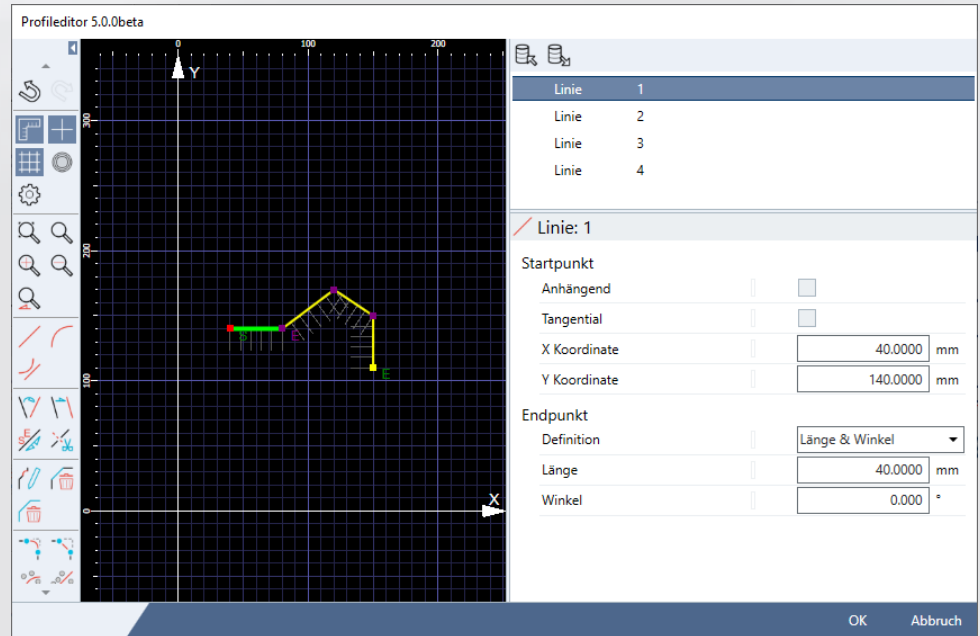 Profileditor 5.0.0beta
0 100 200
Y
300
200
100
0
X
S E
E
Linie 1
Linie 2
Linie 3
Linie 4
Linie: 1
Startpunkt
Anhängend
Tangential
X Koordinate 40.0000 mm
Y Koordinate 140.0000 mm
Endpunkt
Definition Länge & Winkel
Länge 40.0000 mm
Winkel 0.000 °
S E
OK Abbruch